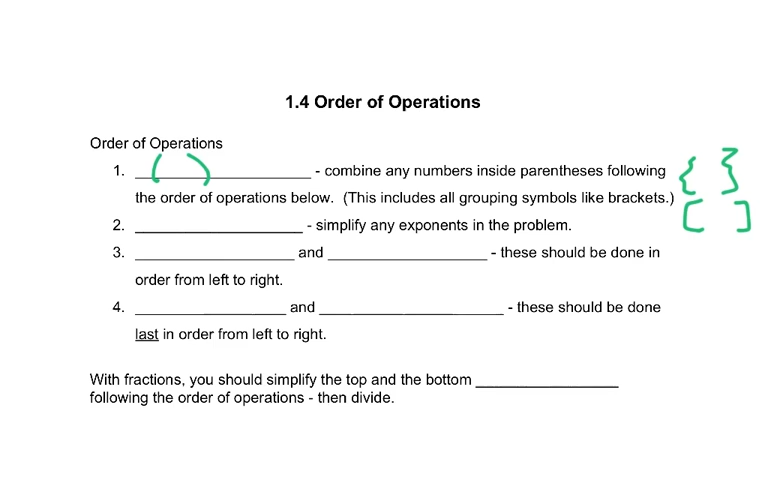 1.4 Order of Operations
Order of Operations
1. ( ) - combine any numbers inside parentheses following { }
the order of operations below. (This includes all grouping symbols like brackets.) [ ]
2. ____________________ - simplify any exponents in the problem.
3. ___________________ and ___________________ - these should be done in
order from left to right.
4. __________________ and ______________________ - these should be done
last in order from left to right.
With fractions, you should simplify the top and the bottom _________________
following the order of operations - then divide.